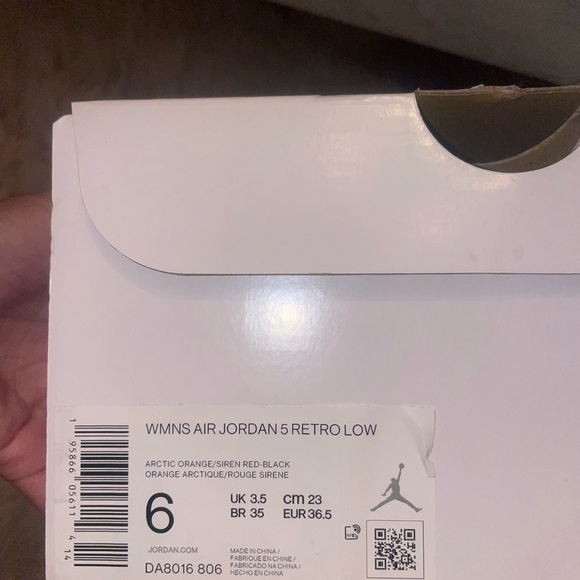 WMNS AIR JORDAN 5 RETRO LOW
ARCTIC ORANGE/SIREN RED-BLACK
ORANGE ARCTIQUE/ROUGE SIRENE
6
UK 3.5 cm 23
BR 35 EUR 36.5
JORDAN.COM
DA8016 806
MADE IN CHINA /
FABRIQUÉ EN CHINE /
FABRICADO NA CHINA /
HECHO EN CHINA
1 95866 05611 4 14